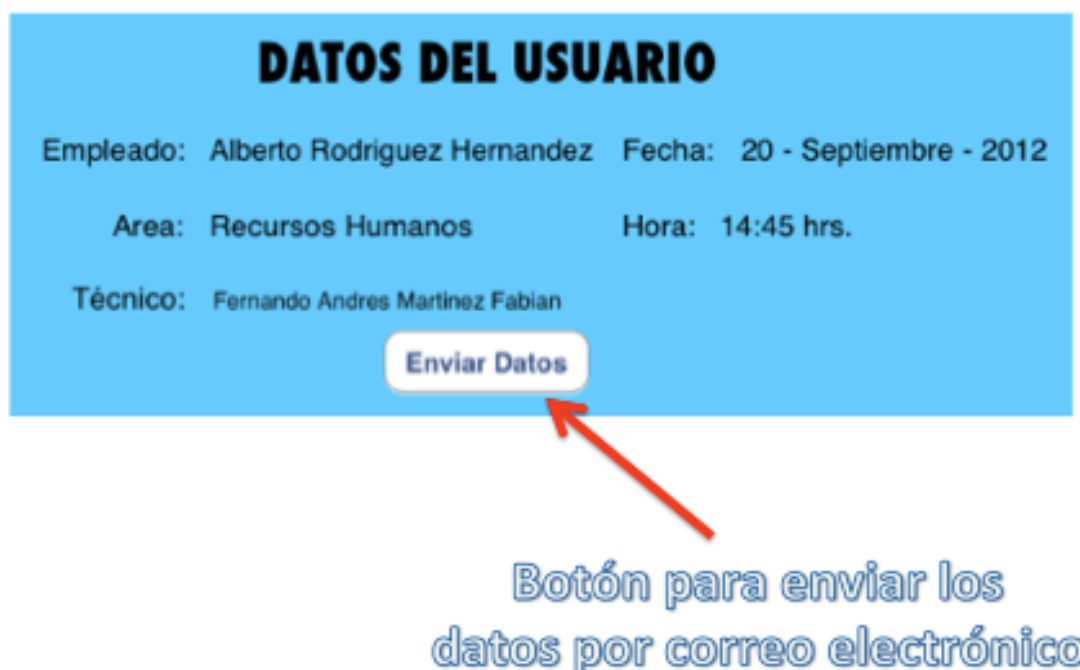 DATOS DEL USUARIO
Empleado: Alberto Rodriguez Hernandez Fecha: 20 - Septiembre - 2012
Area: Recursos Humanos Hora: 14:45 hrs.
Técnico: Fernando Andres Martinez Fabian
Enviar Datos
Botón para enviar los
datos por correo electrónico